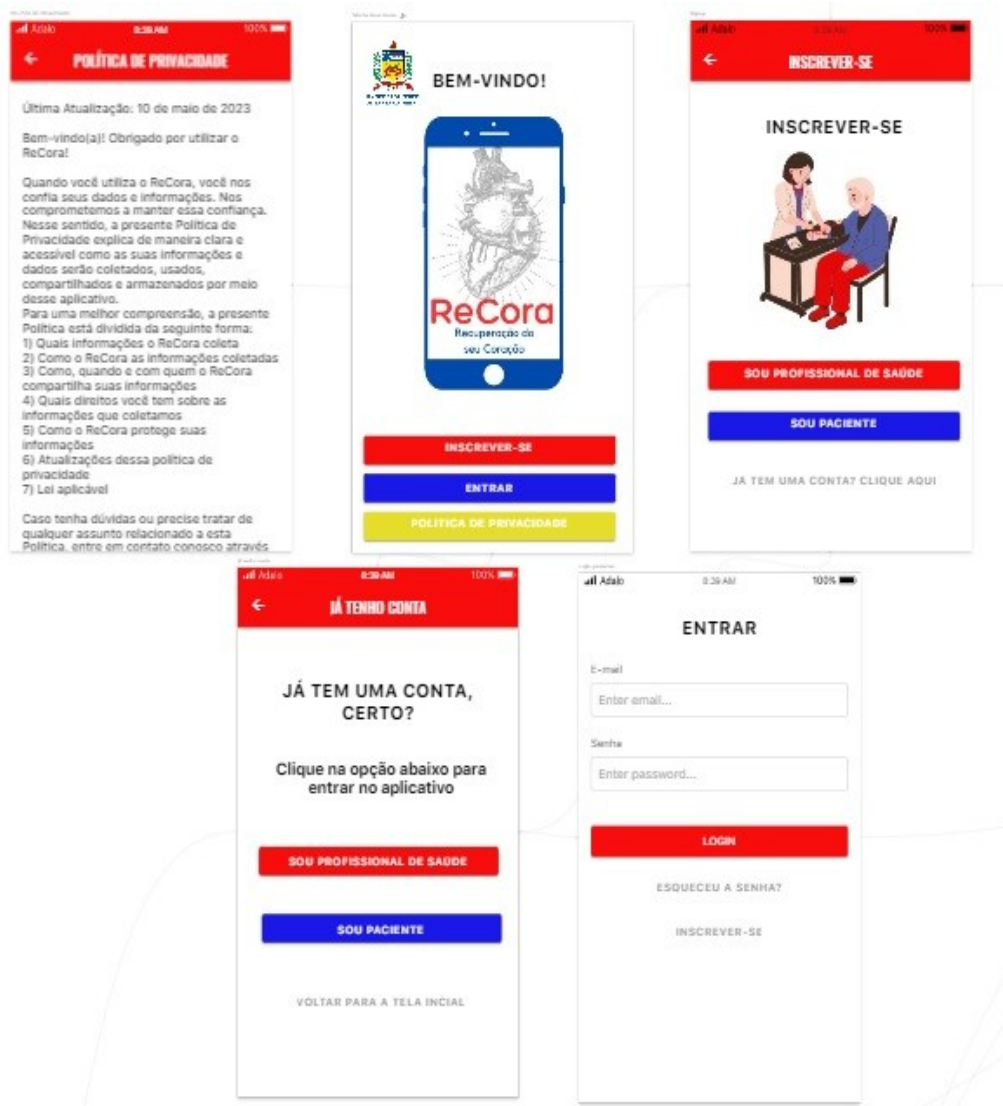 Adalo 8:39 AM 100%
POLÍTICA DE PRIVACIDADE
Última Atualização: 10 de maio de 2023
Bem-vindo(a)! Obrigado por utilizar o
ReCora!
Quando você utiliza o ReCora, você nos
confia seus dados e informações. Nos
comprometemos a manter essa confiança.
Nesse sentido, a presente Política de
Privacidade explica de maneira clara e
acessível como as suas informações e
dados serão coletados, usados,
compartilhados e armazenados por meio
desse aplicativo.
Para uma melhor compreensão, a presente
Política está dividida da seguinte forma:
1) Quais informações o ReCora coleta
2) Como o ReCora as informações coletadas
3) Como, quando e com quem o ReCora
compartilha suas informações
4) Quais direitos você tem sobre as
informações que coletamos
5) Como o ReCora protege suas
informações
6) Atualizações dessa política de
privacidade
7) Lei aplicável
Caso tenha dúvidas ou precise tratar de
qualquer assunto relacionado a esta
Política, entre em contato conosco através
BEM-VINDO!
ReCora
Recuperação do
seu Coração
INSCREVER-SE
ENTRAR
POLÍTICA DE PRIVACIDADE
Adalo 8:39 AM 100%
INSCREVER-SE
INSCREVER-SE
SOU PROFISSIONAL DE SAÚDE
SOU PACIENTE
JA TEM UMA CONTA? CLIQUE AQUI
Adalo 8:39 AM 100%
JÁ TENHO CONTA
JÁ TEM UMA CONTA,
CERTO?
Clique na opção abaixo para
entrar no aplicativo
SOU PROFISSIONAL DE SAÚDE
SOU PACIENTE
VOLTAR PARA A TELA INCIAL
Adalo 8:39 AM 100%
ENTRAR
E-mail
Enter email...
Senha
Enter password...
LOGIN
ESQUECEU A SENHA?
INSCREVER-SE